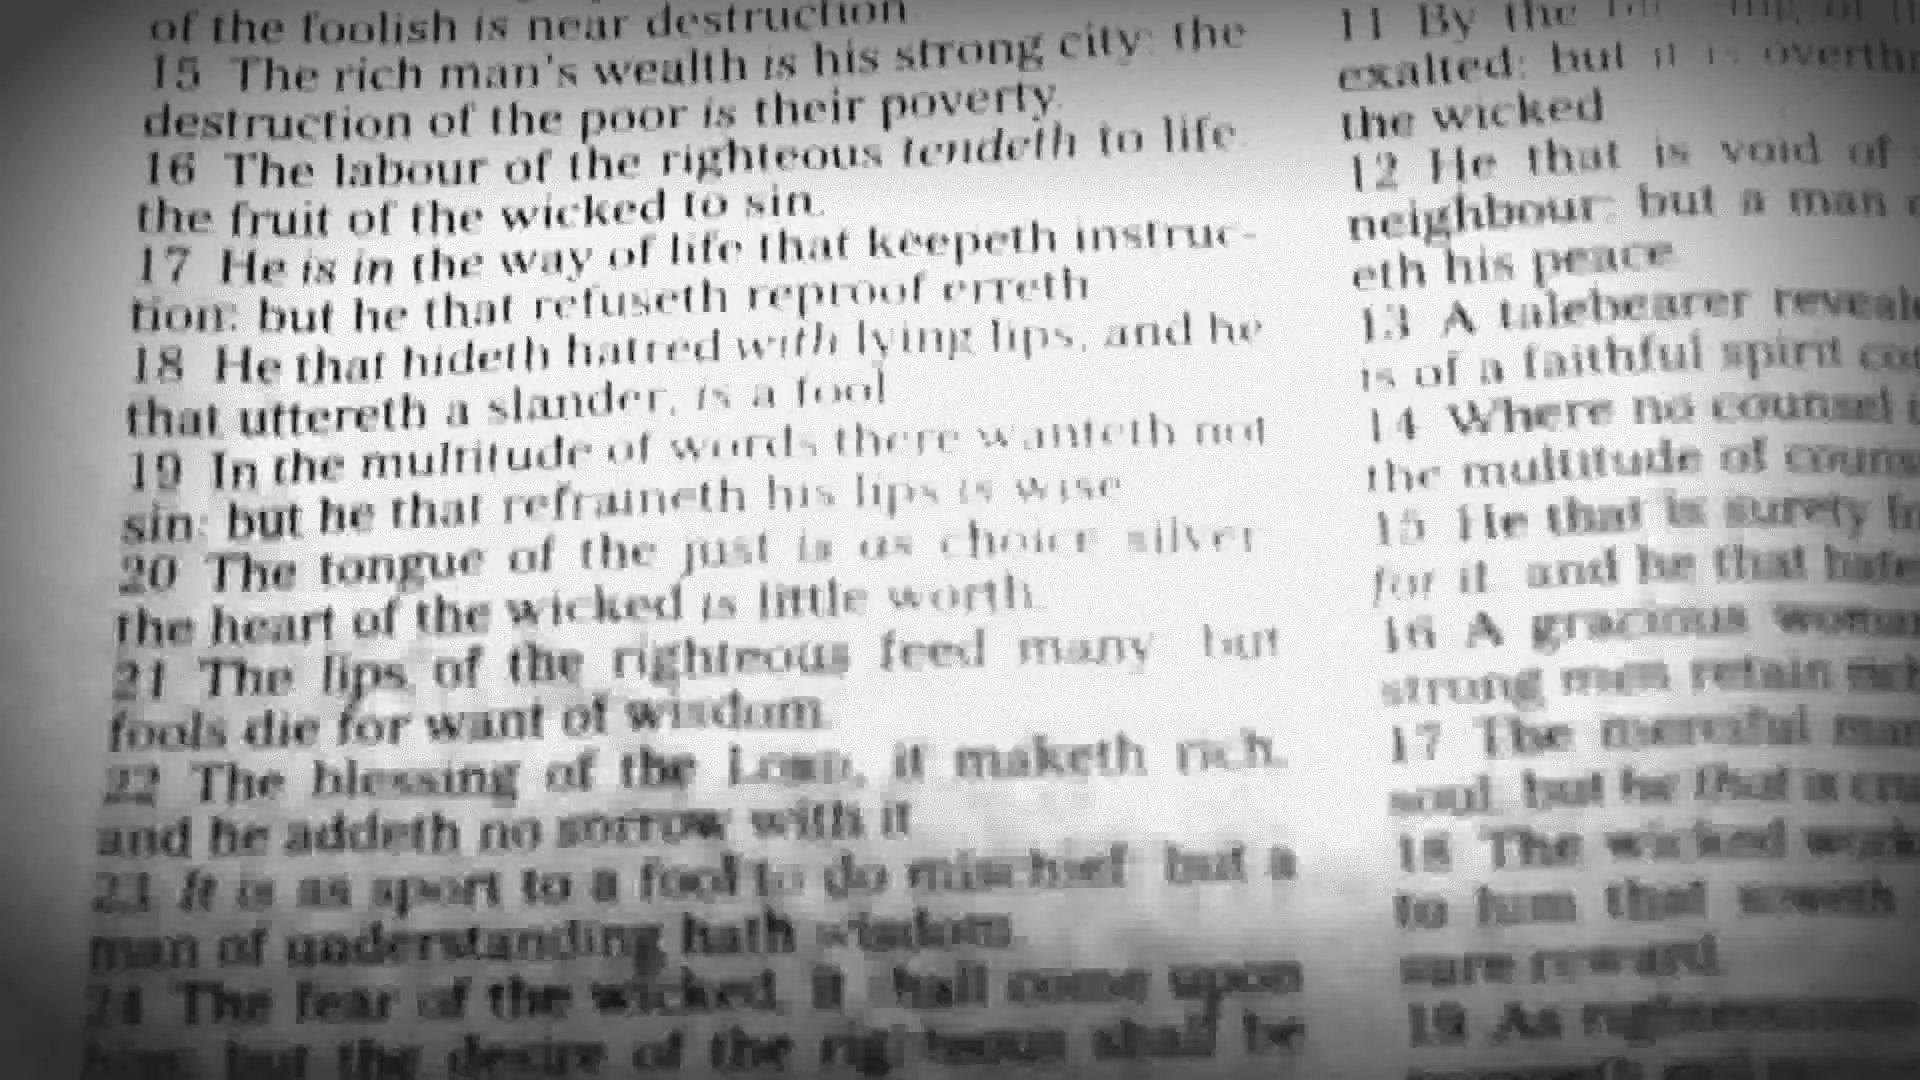 of the foolish is near destruction
15 The rich man's wealth is his strong city: the
destruction of the poor is their poverty.
16 The labour of the righteous tendeth to life
the fruit of the wicked to sin.
17 He is in the way of life that keepeth instruc-
tion: but he that refuseth reproof erreth
18 He that hideth hatred with lying lips, and he
that uttereth a slander, is a fool
19 In the multitude of words there wanteth not
sin: but he that refraineth his lips is wise
20 The tongue of the just is as choice silver
the heart of the wicked is little worth.
21 The lips of the righteous feed many but
fools die for want of wisdom
22 The blessing of the LORD, it maketh rich,
and he addeth no sorrow with it
23 It is as sport to a fool to do mischief but a
man of understanding hath wisdom.
24 The fear of the wicked, it shall come upon
him: but the desire of the righteous shall be
11 By the
exalted: but it is
the wicked
12 He that is void of
neighbour: but a man
eth his peace
13 A talebearer
is of a faithful spirit
14 Where no counsel
the multitude of
15 He that is surety
for it and he that
16 A gracious
strong men retain
17 The merciful man
soul: but he that is
18 The wicked
to him that soweth
sure reward
19 As